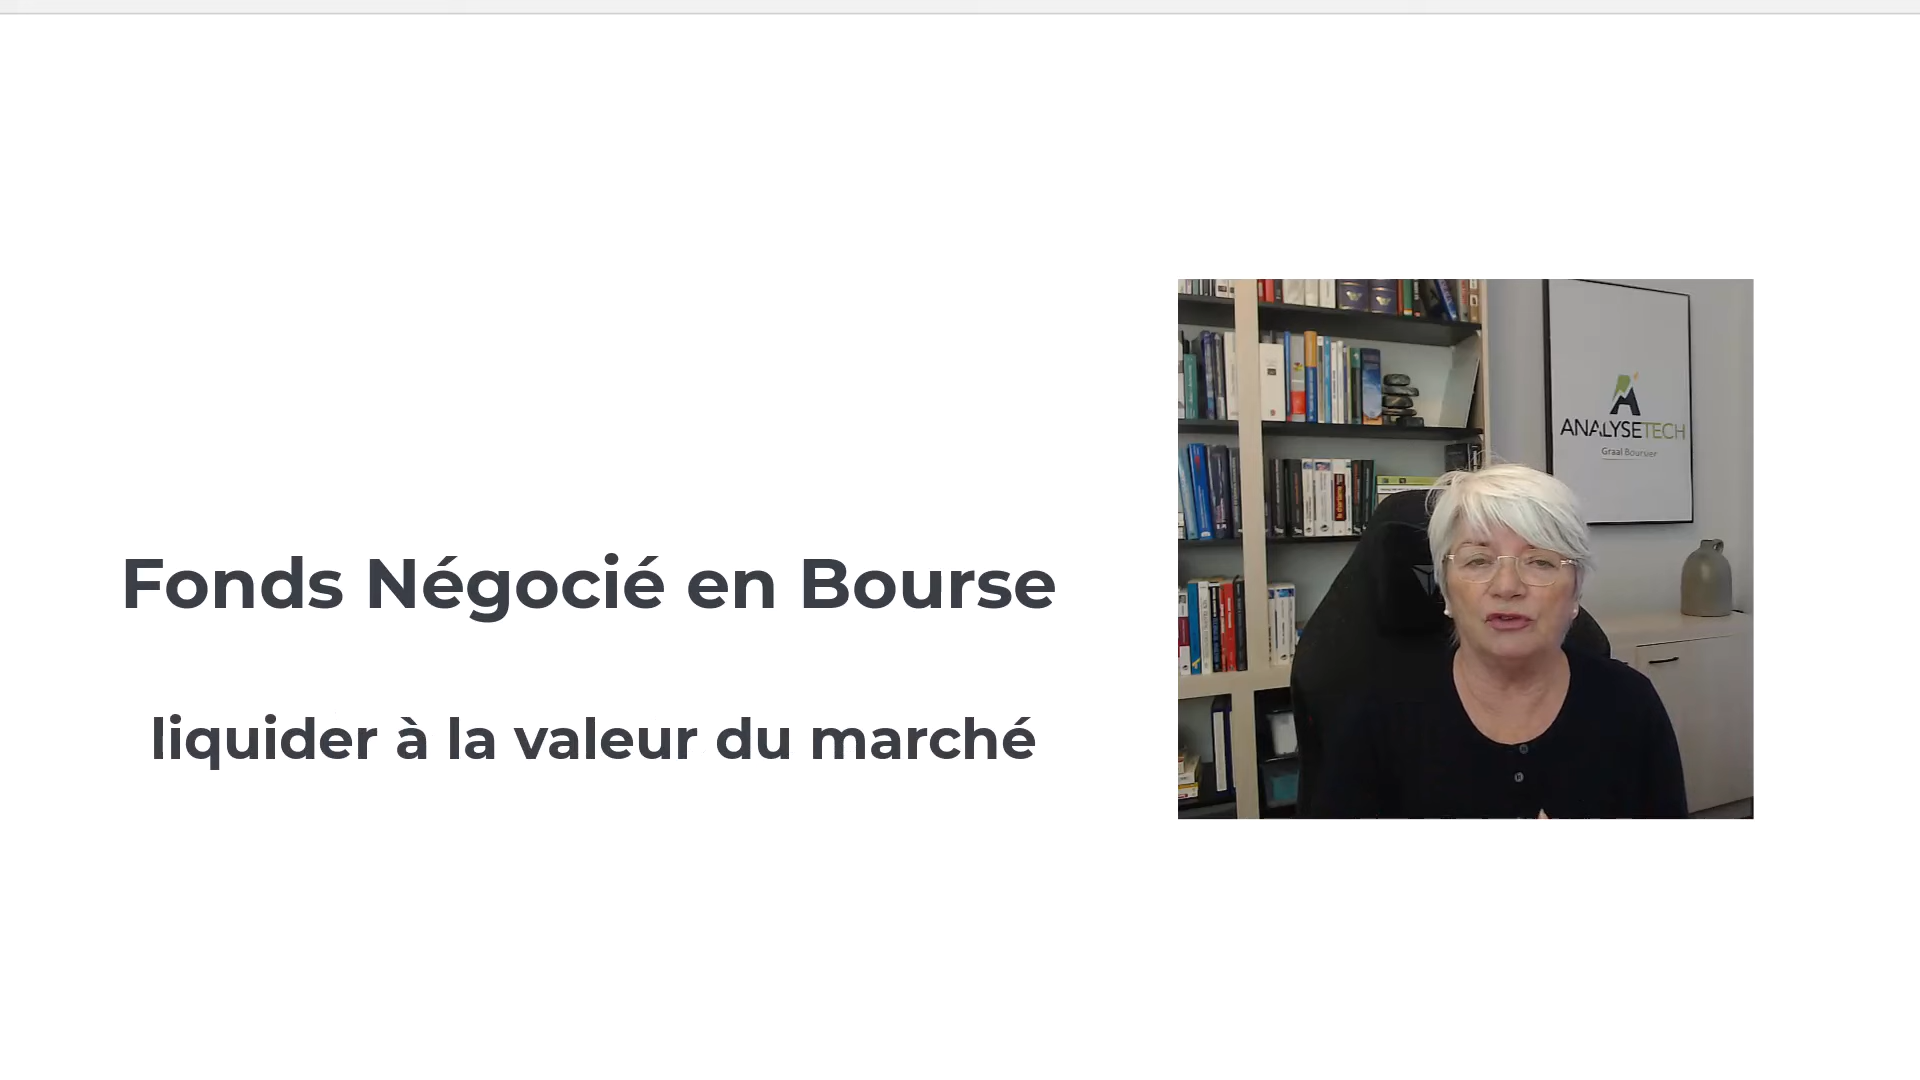 Fonds Négocié en Bourse
liquider à la valeur du marché
ANALYSETECH
Graal Boursier